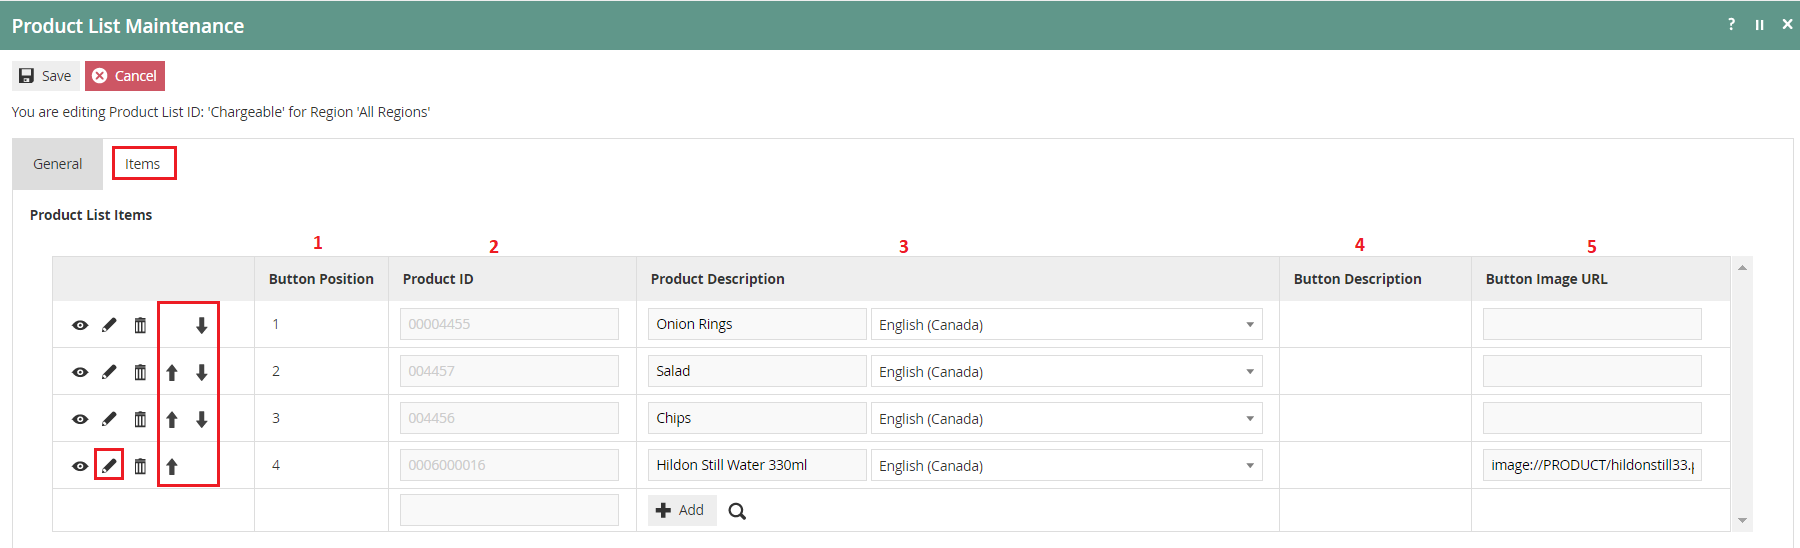 Product List Maintenance ? ×
Save Cancel
You are editing Product List ID: 'Chargeable' for Region 'All Regions'
General Items
Product List Items
1 2 3 4 5
Button Position Product ID Product Description Button Description Button Image URL
1 00004455 Onion Rings English (Canada)
2 004457 Salad English (Canada)
3 004456 Chips English (Canada)
4 0006000016 Hildon Still Water 330ml English (Canada) image://PRODUCT/hildonstill33.
Add